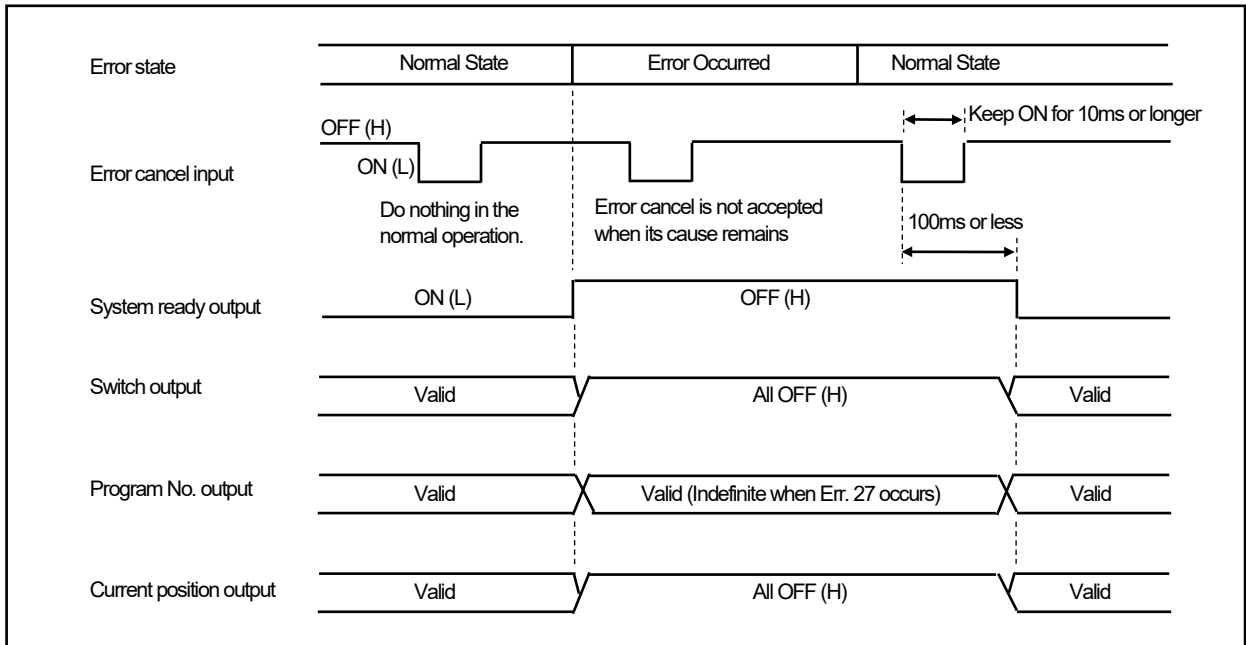 Error state
Normal State
Error Occurred
Normal State
Keep ON for 10ms or longer
OFF (H)
ON (L)
Error cancel input
Do nothing in the
normal operation.
Error cancel is not accepted
when its cause remains
100ms or less
System ready output
ON (L)
OFF (H)
Switch output
Valid
All OFF (H)
Valid
Program No. output
Valid
Valid (Indefinite when Err. 27 occurs)
Valid
Current position output
Valid
All OFF (H)
Valid